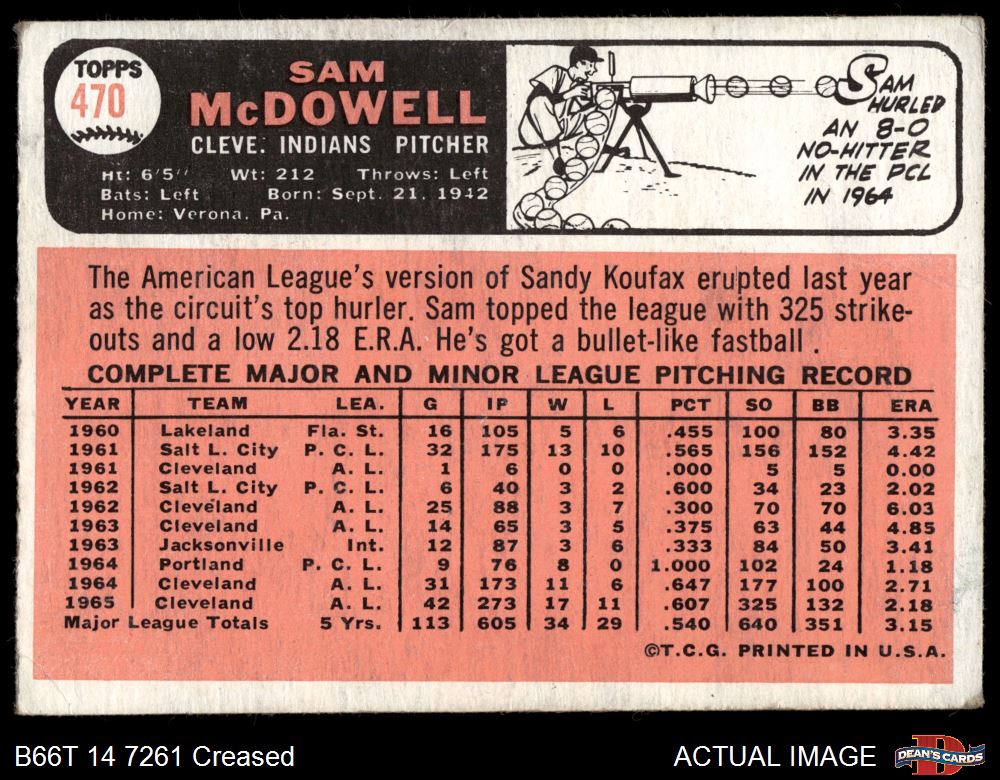 TOPPS
470
SAM
McDOWELL
CLEVE. INDIANS PITCHER
Ht: 6'5" Wt: 212 Throws: Left
Bats: Left Born: Sept. 21, 1942
Home: Verona, Pa.
SAM
HURLED
AN 8-0
NO-HITTER
IN THE PCL
IN 1964
The American League's version of Sandy Koufax erupted last year
as the circuit's top hurler. Sam topped the league with 325 strike-
outs and a low 2.18 E.R.A. He's got a bullet-like fastball.
COMPLETE MAJOR AND MINOR LEAGUE PITCHING RECORD
YEAR TEAM LEA. G IP W L PCT SO BB ERA
1960 Lakeland Fla. St. 16 105 5 6 .455 100 80 3.35
1961 Salt L. City P. C. L. 32 175 13 10 .565 156 152 4.42
1961 Cleveland A. L. 1 6 0 0 .000 5 5 0.00
1962 Salt L. City P. C. L. 6 40 3 2 .600 34 23 2.02
1962 Cleveland A. L. 25 88 3 7 .300 70 70 6.03
1963 Cleveland A. L. 14 65 3 5 .375 63 44 4.85
1963 Jacksonville Int. 12 87 3 6 .333 84 50 3.41
1964 Portland P. C. L. 9 76 8 0 1.000 102 24 1.18
1964 Cleveland A. L. 31 173 11 6 .647 177 100 2.71
1965 Cleveland A. L. 42 273 17 11 .607 325 132 2.18
Major League Totals 5 Yrs. 113 605 34 29 .540 640 351 3.15
©T.C.G. PRINTED IN U.S.A.
B66T 14 7261 Creased ACTUAL IMAGE DEAN'S CARDS